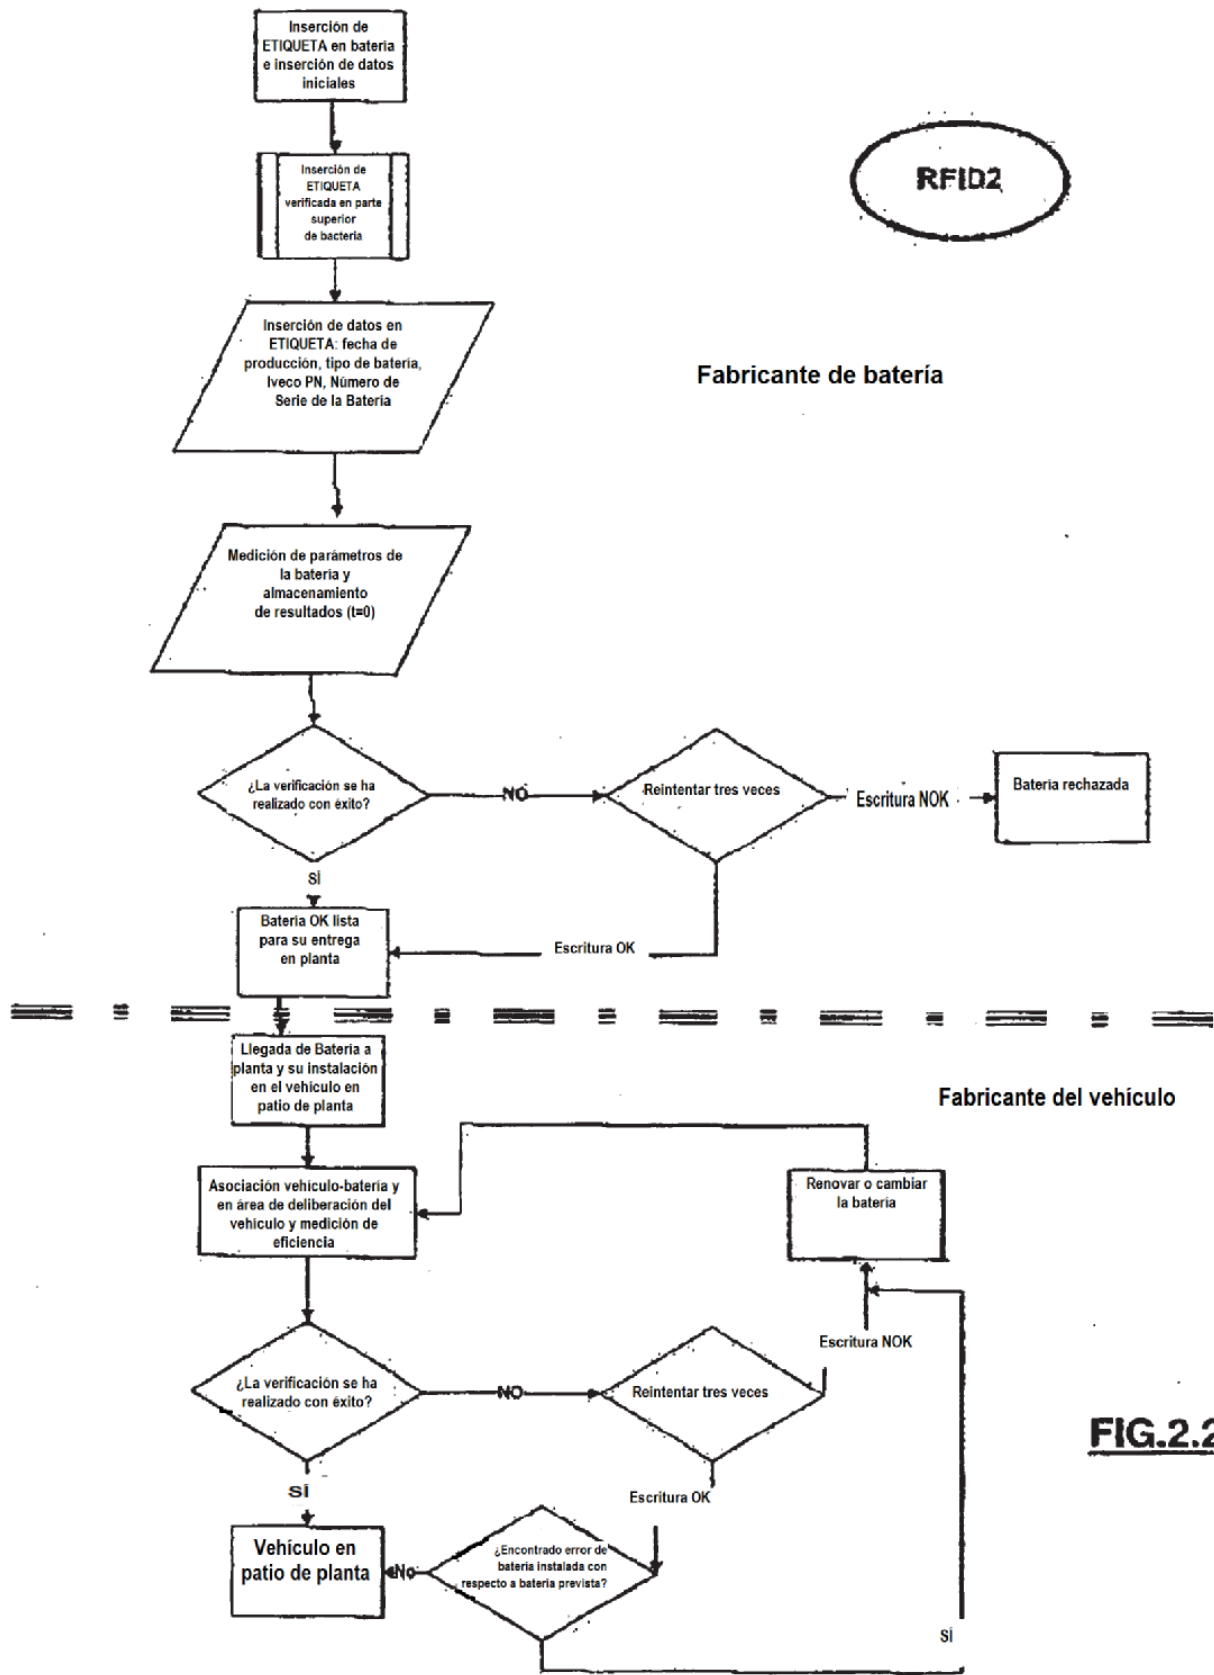 Inserción de
ETIQUETA en batería
e inserción de datos
iniciales
Inserción de
ETIQUETA
verificada en parte
superior
de bacteria
RFID2
Inserción de datos en
ETIQUETA: fecha de
producción, tipo de batería,
Iveco PN, Número de
Serie de la Batería
Fabricante de batería
Medición de parámetros de
la batería y
almacenamiento
de resultados (t=0)
¿La verificación se ha
realizado con éxito?
NO
Reintentar tres veces
Escritura NOK
Batería rechazada
SÍ
Batería OK lista
para su entrega
en planta
Escritura OK
Llegada de Batería a
planta y su instalación
en el vehículo en
patio de planta
Fabricante del vehículo
Asociación vehículo-batería y
en área de deliberación del
vehículo y medición de
eficiencia
Renovar o cambiar
la batería
Escritura NOK
¿La verificación se ha
realizado con éxito?
NO
Reintentar tres veces
FIG.2.2
SÍ
Escritura OK
Vehículo en
patio de planta
No
¿Encontrado error de
batería instalada con
respecto a batería prevista?
SÍ